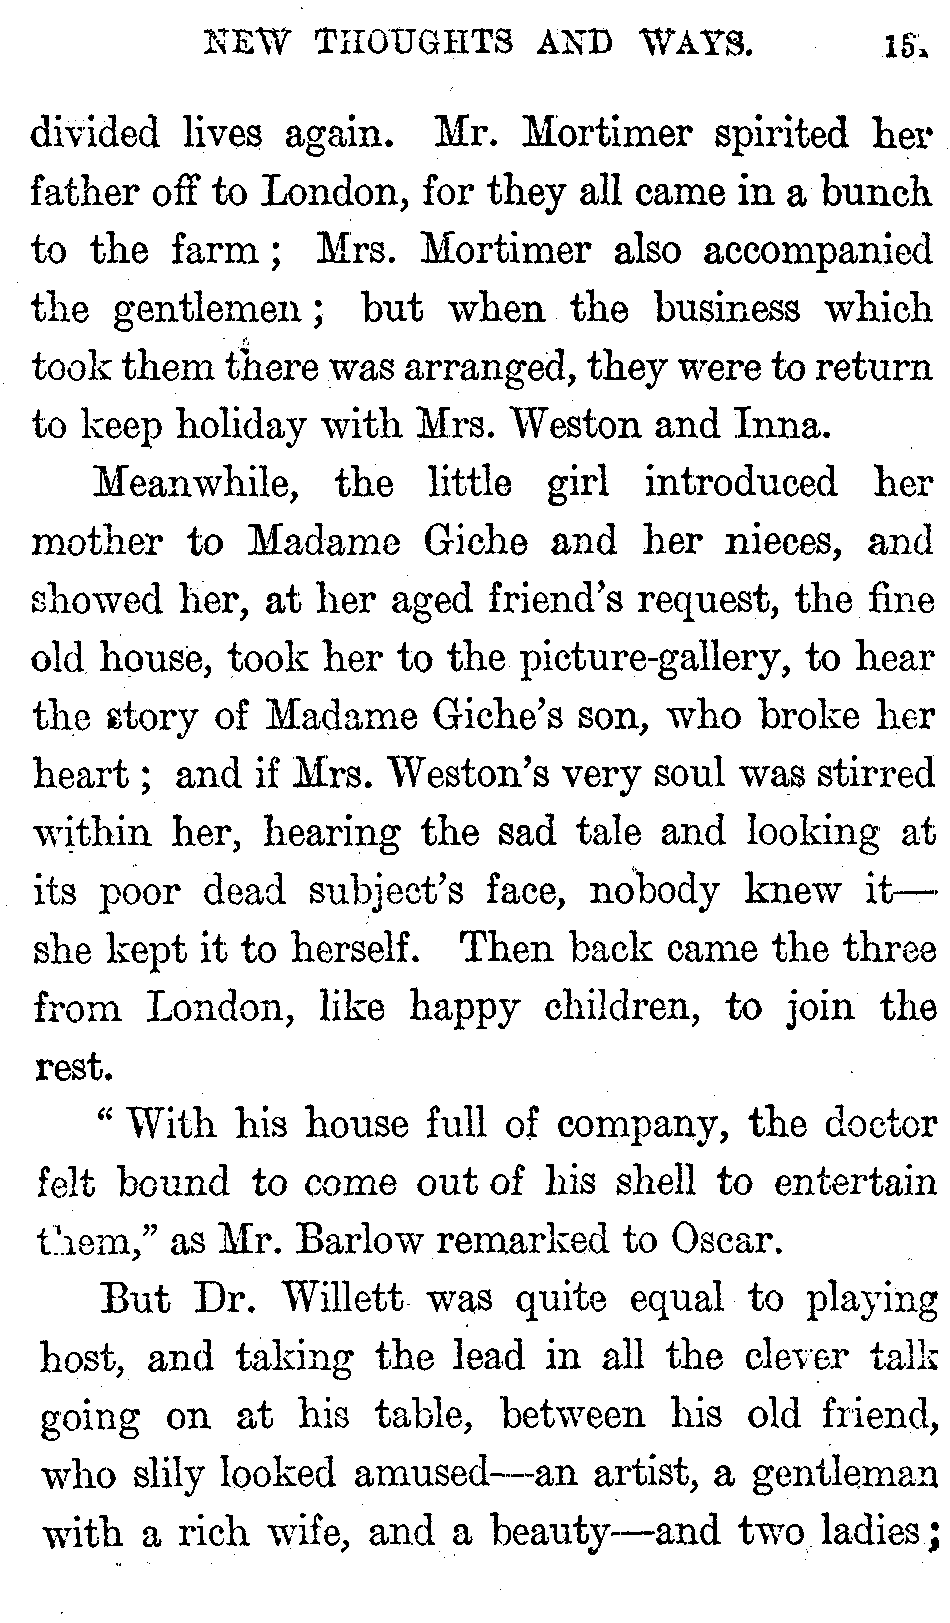 NEW THOUGHTS AND WAYS. 15.
divided lives again. Mr. Mortimer spirited her
father off to London, for they all came in a bunch
to the farm ; Mrs. Mortimer also accompanied
the gentlemen ; but when the business which
took them there was arranged, they were to return
to keep holiday with Mrs. Weston and Inna.
Meanwhile, the little girl introduced her
mother to Madame Giche and her nieces, and
showed her, at her aged friend's request, the fine
old house, took her to the picture-gallery, to hear
the story of Madame Giche's son, who broke her
heart ; and if Mrs. Weston's very soul was stirred
within her, hearing the sad tale and looking at
its poor dead subject's face, nobody knew it—
she kept it to herself. Then back came the three
from London, like happy children, to join the
rest.
“ With his house full of company, the doctor
felt bound to come out of his shell to entertain
them,” as Mr. Barlow remarked to Oscar.
But Dr. Willett was quite equal to playing
host, and taking the lead in all the clever talk
going on at his table, between his old friend,
who slily looked amused—an artist, a gentleman
with a rich wife, and a beauty—and two ladies ;